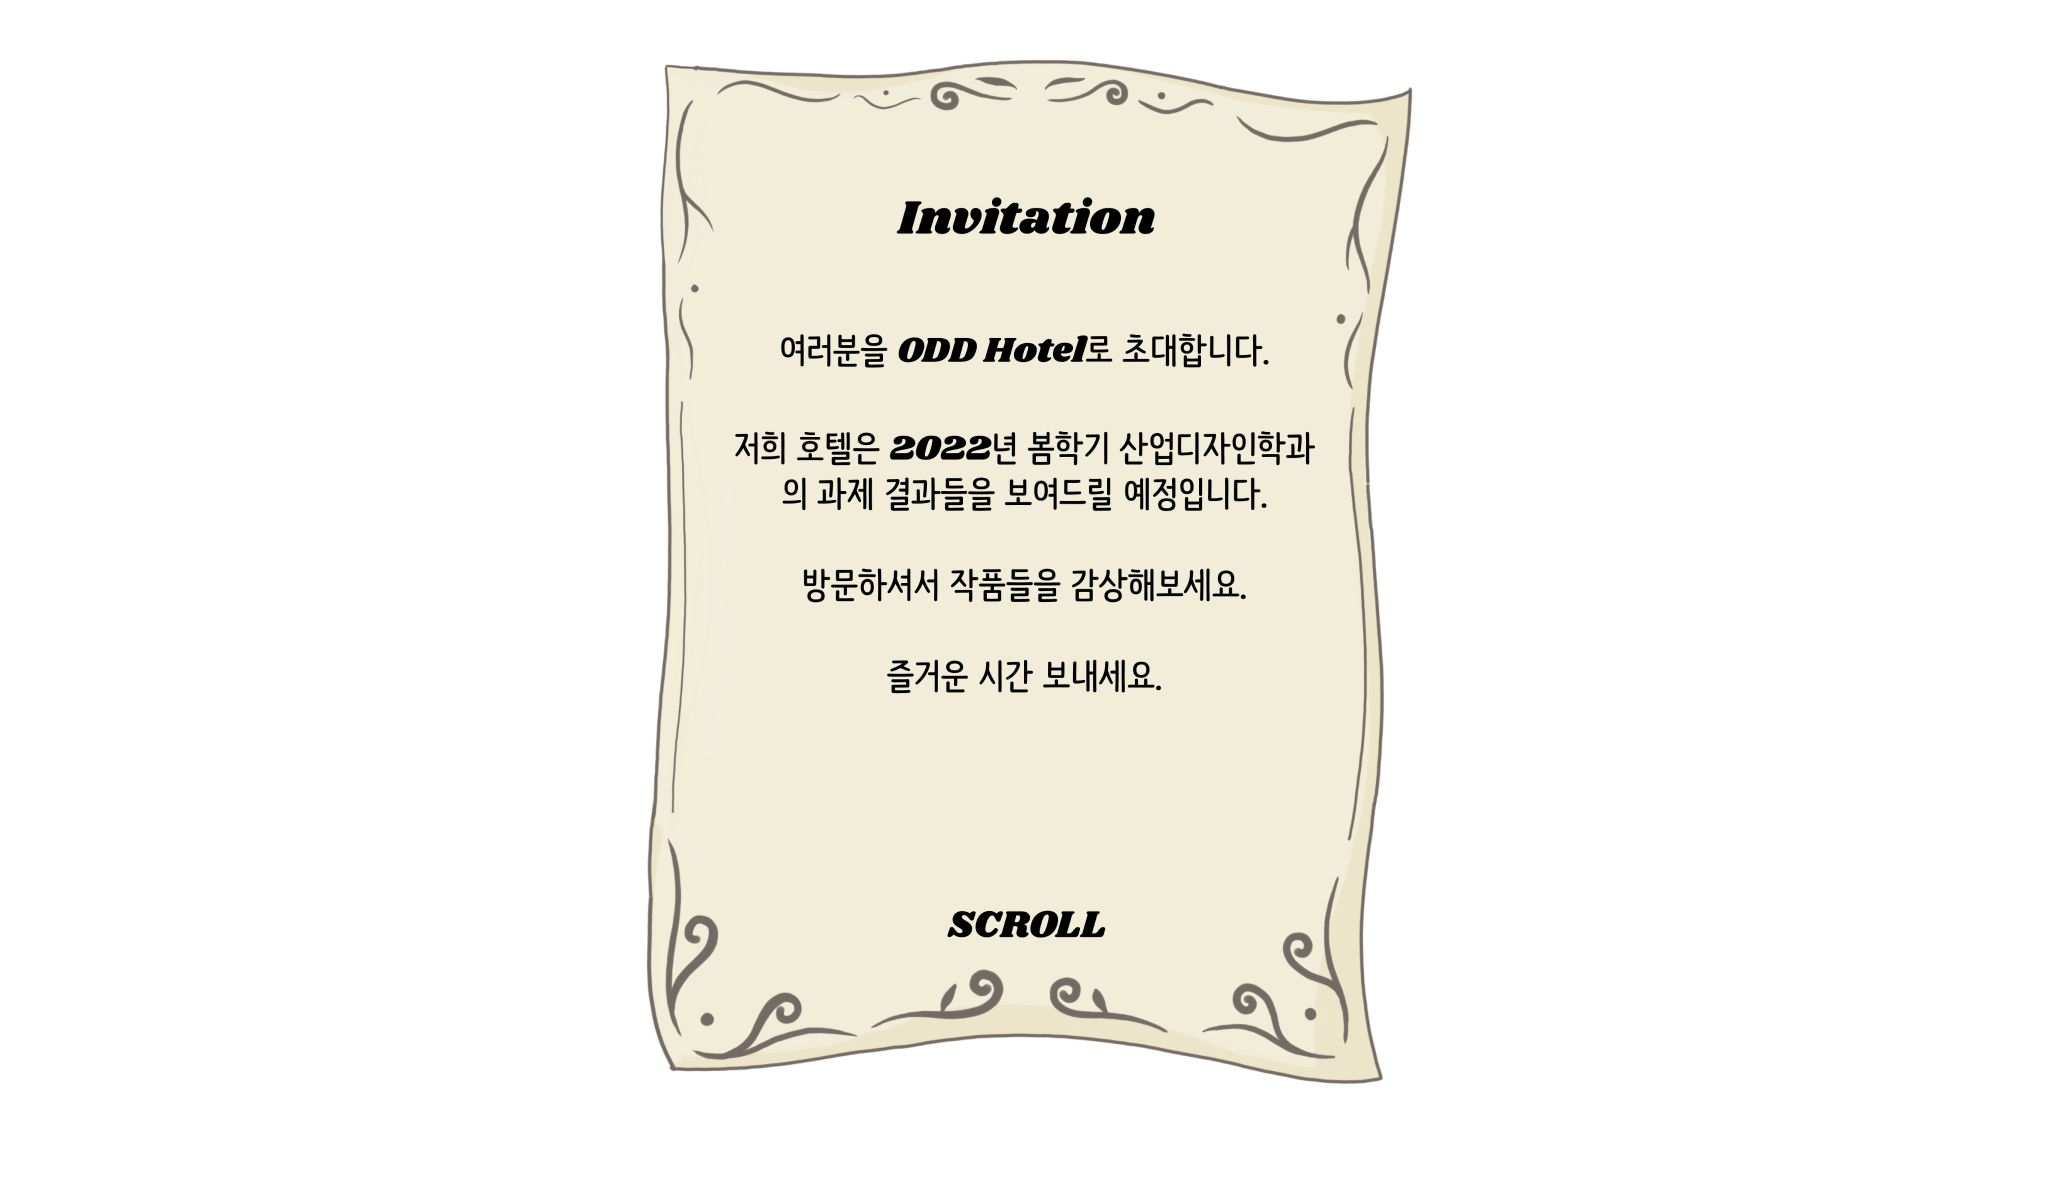 Invitation
여러분을 ODD Hotel로 초대합니다.
저희 호텔은 2022년 봄학기 산업디자인학과
의 과제 결과들을 보여드릴 예정입니다.
방문하셔서 작품들을 감상해보세요.
즐거운 시간 보내세요.
SCROLL